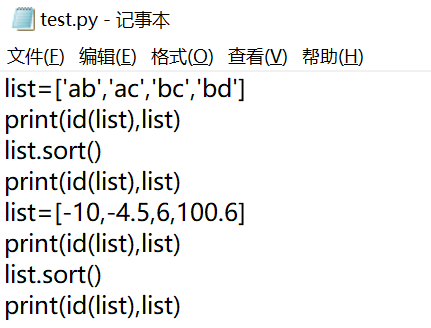 test.py - 记事本
文件(F) 编辑(E) 格式(O) 查看(V) 帮助(H)
list=['ab','ac','bc','bd']
print(id(list),list)
list.sort()
print(id(list),list)
list=[-10,-4.5,6,100.6]
print(id(list),list)
list.sort()
print(id(list),list)